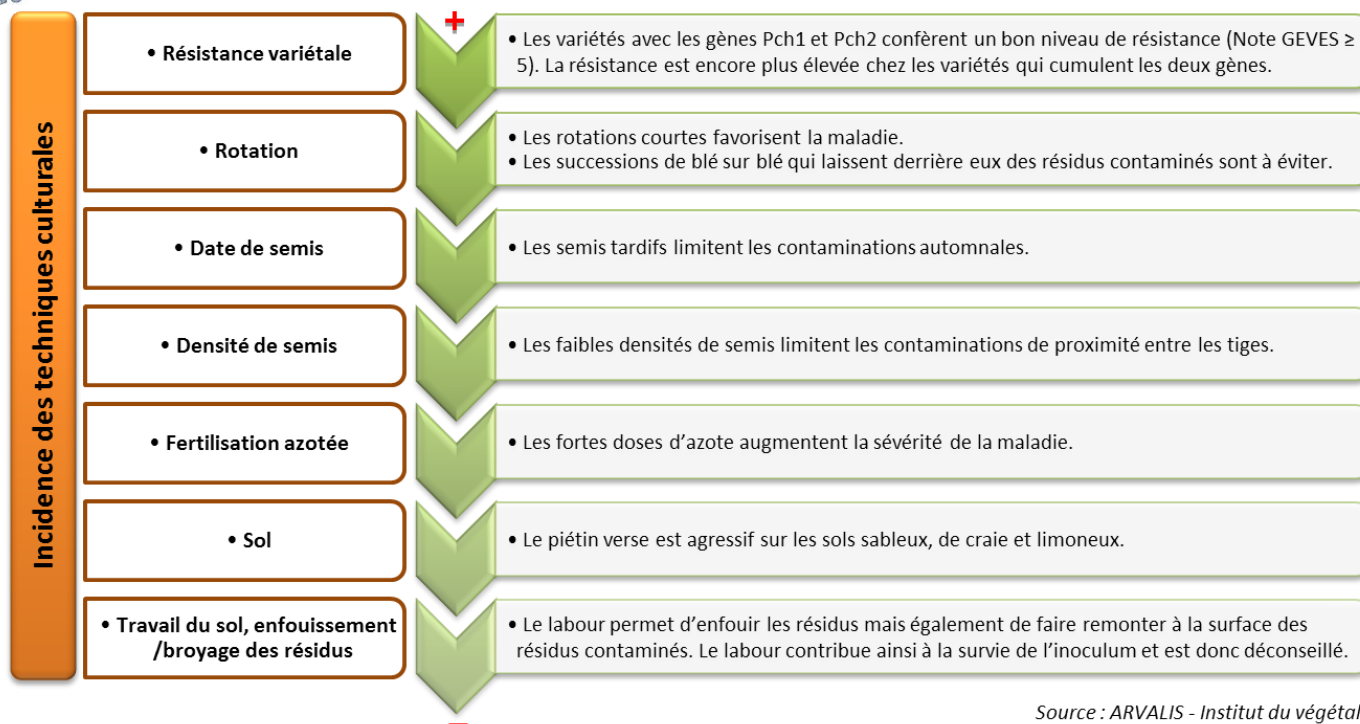 Incidence des techniques culturales
+
• Résistance variétale
• Les variétés avec les gènes Pch1 et Pch2 confèrent un bon niveau de résistance (Note GEVES ≥
5). La résistance est encore plus élevée chez les variétés qui cumulent les deux gènes.
• Rotation
• Les rotations courtes favorisent la maladie.
• Les successions de blé sur blé qui laissent derrière eux des résidus contaminés sont à éviter.
• Date de semis
• Les semis tardifs limitent les contaminations automnales.
• Densité de semis
• Les faibles densités de semis limitent les contaminations de proximité entre les tiges.
• Fertilisation azotée
• Les fortes doses d’azote augmentent la sévérité de la maladie.
• Sol
• Le piétin verse est agressif sur les sols sableux, de craie et limoneux.
• Travail du sol, enfouissement
/broyage des résidus
• Le labour permet d’enfouir les résidus mais également de faire remonter à la surface des
résidus contaminés. Le labour contribue ainsi à la survie de l’inoculum et est donc déconseillé.
Source : ARVALIS - Institut du végétal